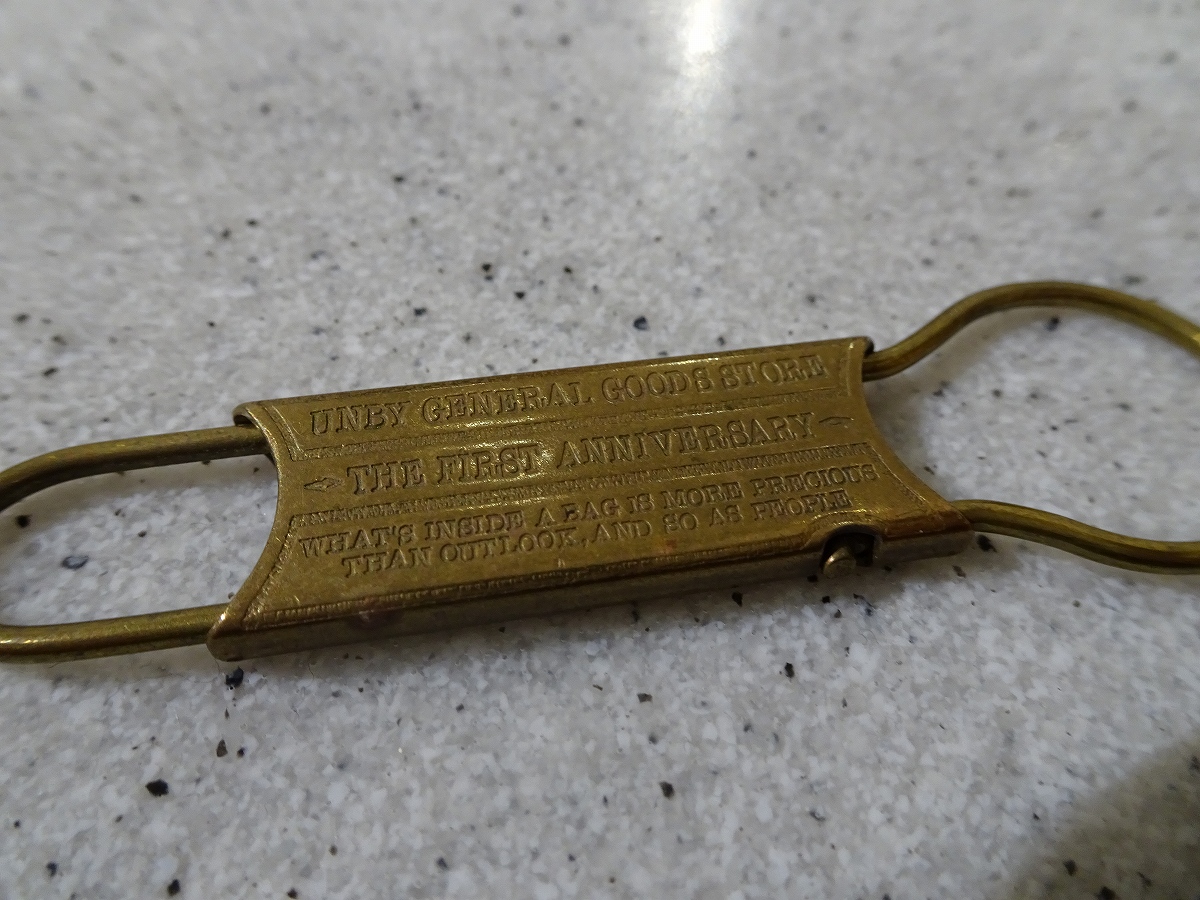 UNBY GENERAL GOODS STORE
THE FIRST ANNIVERSARY
WHAT'S INSIDE A BAG IS MORE PRECIOUS
THAN OUTLOOK, AND SO AS PEOPLE